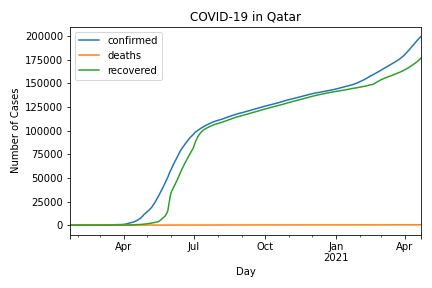 COVID-19 in Qatar
confirmed
deaths
recovered
Number of Cases
200000
175000
150000
125000
100000
75000
50000
25000
0
Apr Jul Oct Jan Apr
2021
Day